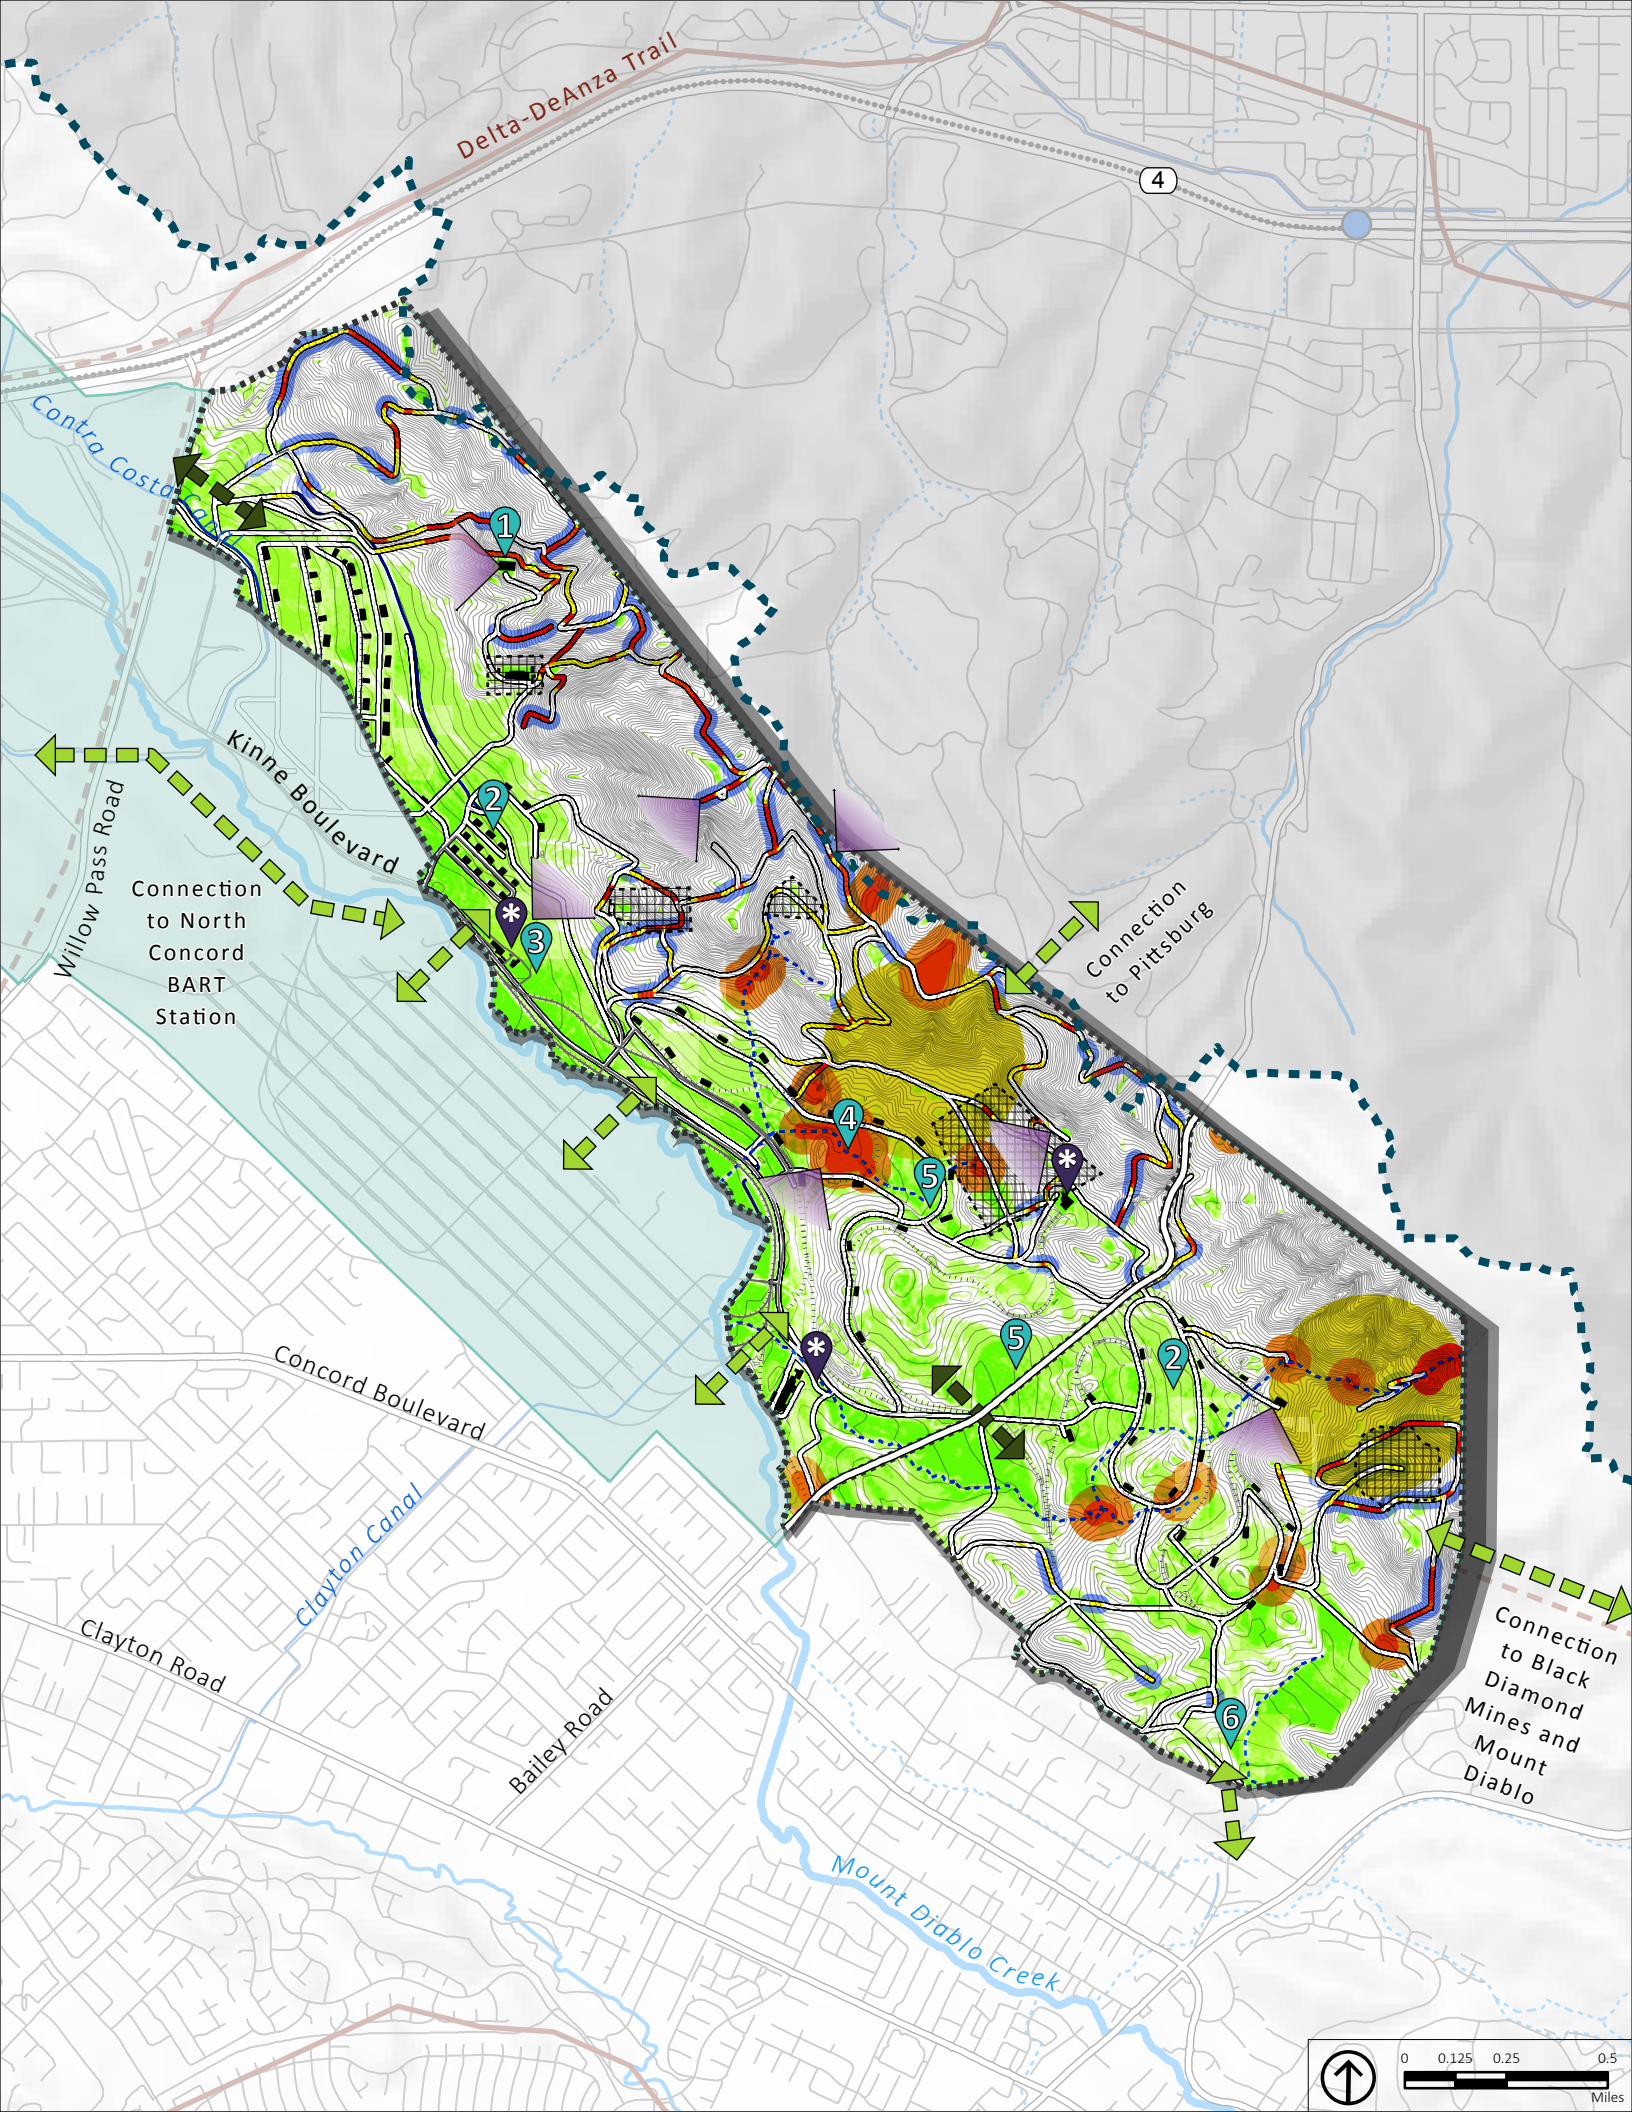 Delta-DeAnza Trail
4
Contra Costa Canal
1
Kinne Boulevard
2
Willow Pass Road
Connection
to North
Concord
BART
Station
*
3
Connection
to Pittsburg
4
5
*
*
5
2
Concord Boulevard
Clayton Canal
Clayton Road
Bailey Road
6
Connection
to Black
Diamond
Mines and
Mount
Diablo
Mount Diablo Creek
0 0.125 0.25 0.5
Miles